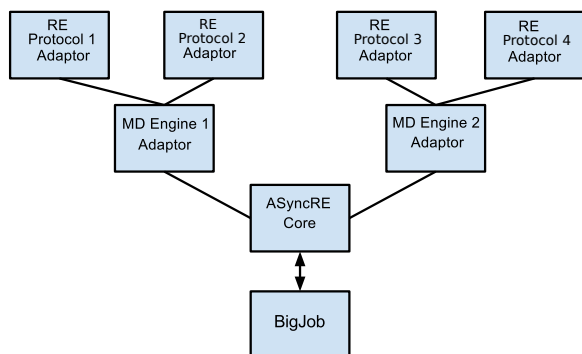 RE
Protocol 1
Adaptor
RE
Protocol 2
Adaptor
RE
Protocol 3
Adaptor
RE
Protocol 4
Adaptor
MD Engine 1
Adaptor
MD Engine 2
Adaptor
ASyncRE
Core
BigJob